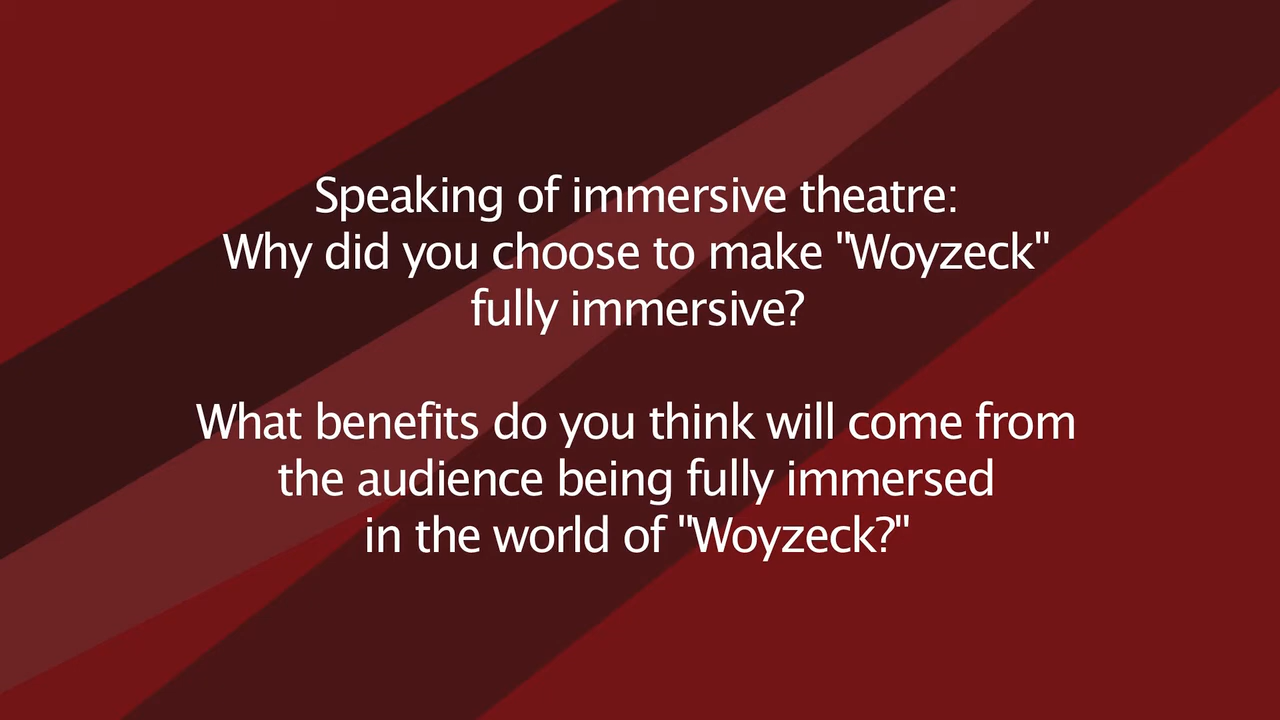 Speaking of immersive theatre:
Why did you choose to make "Woyzeck"
fully immersive?
What benefits do you think will come from
the audience being fully immersed
in the world of "Woyzeck?"